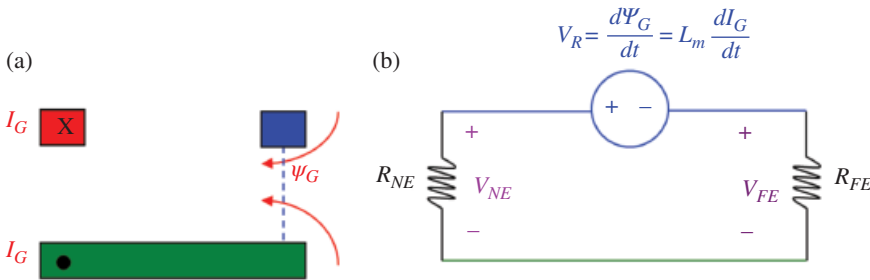 V_R = dΨ_G/dt = L_m dI_G/dt
(a)
(b)
I_G X
ψ_G
I_G
+ −
+ +
R_NE V_NE V_FE R_FE
− −